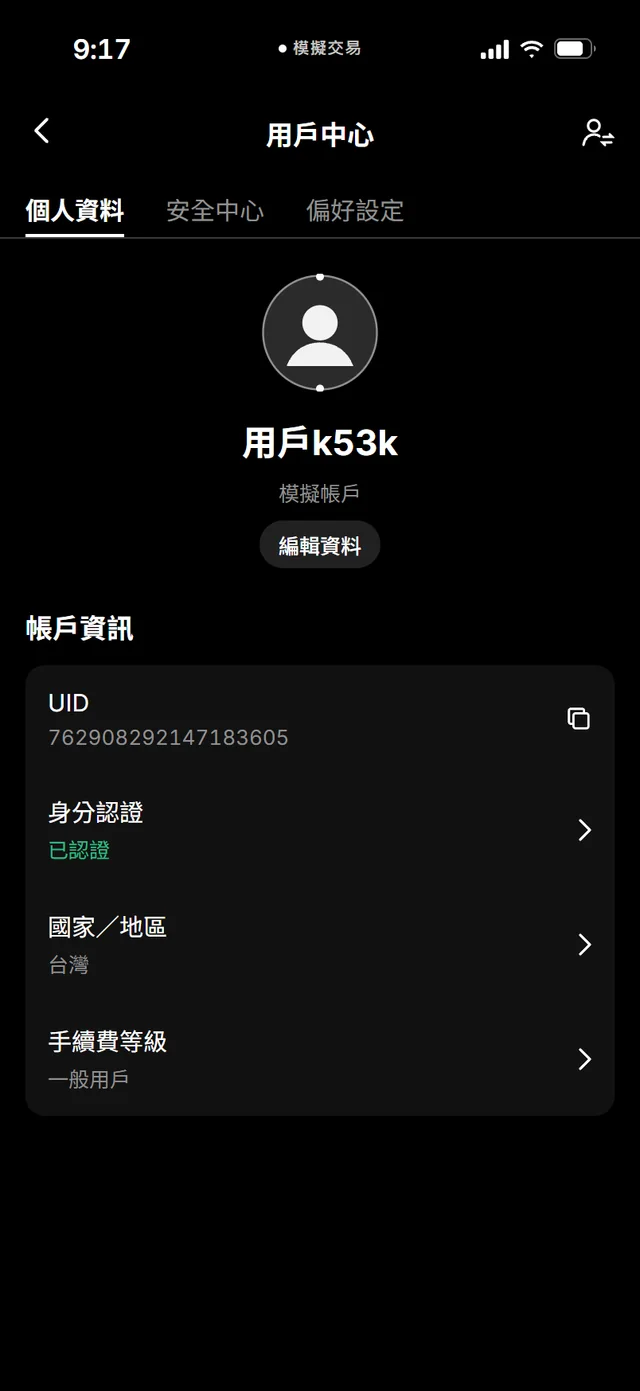 9:17
模擬交易
用戶中心
個人資料 安全中心 偏好設定
用戶k53k
模擬帳戶
編輯資料
帳戶資訊
UID
762908292147183605
身分認證
已認證
國家／地區
台灣
手續費等級
一般用戶